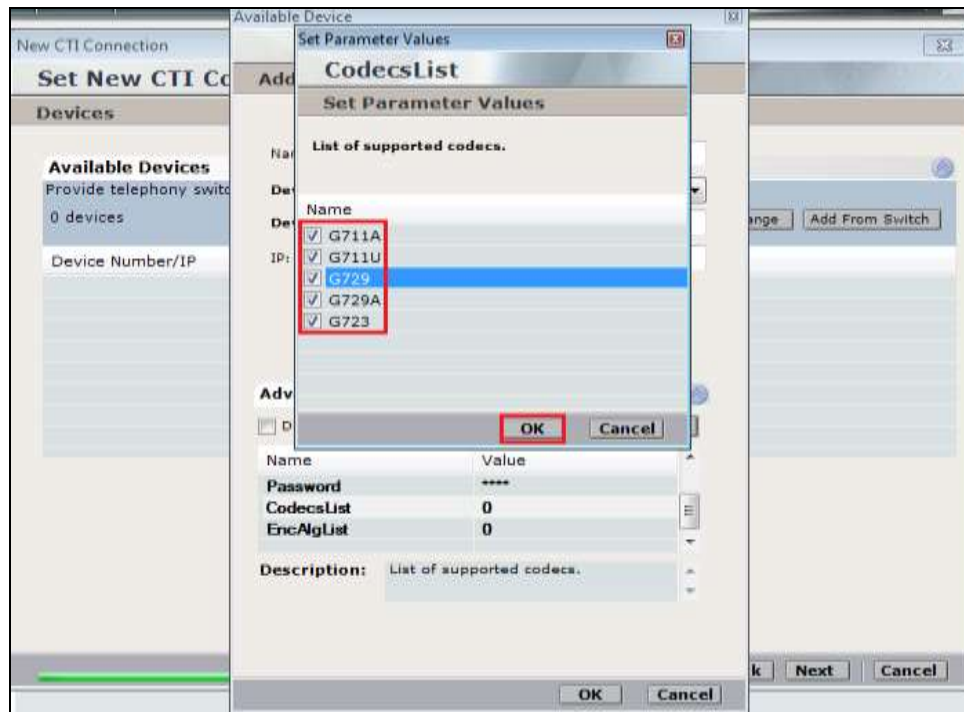 Available Device
New CTI Connection
Set Parameter Values
Set New CTI Co
Add
CodecsList
Devices
Set Parameter Values
List of supported codecs.
Available Devices
Provide telephony switc
0 devices
Add From Switch
Device Number/IP
IP:
Name
G711A
G711U
G729
G729A
G723
OK
Cancel
Adv
D
Name Value
Password ****
CodecsList 0
EncAlgList 0
Description: List of supported codecs.
k Next Cancel
OK Cancel